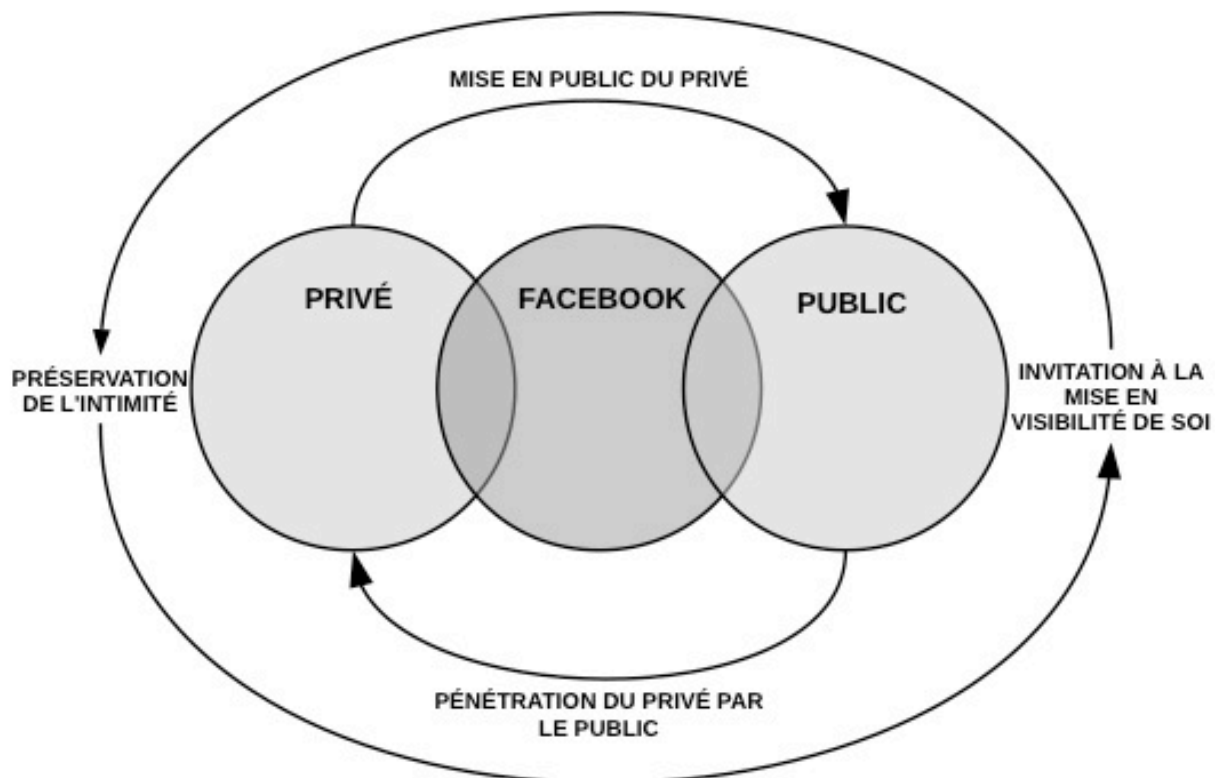 MISE EN PUBLIC DU PRIVÉ
PRIVÉ
FACEBOOK
PUBLIC
PRÉSERVATION
DE L'INTIMITÉ
INVITATION À LA
MISE EN
VISIBILITÉ DE SOI
PÉNÉTRATION DU PRIVÉ PAR
LE PUBLIC